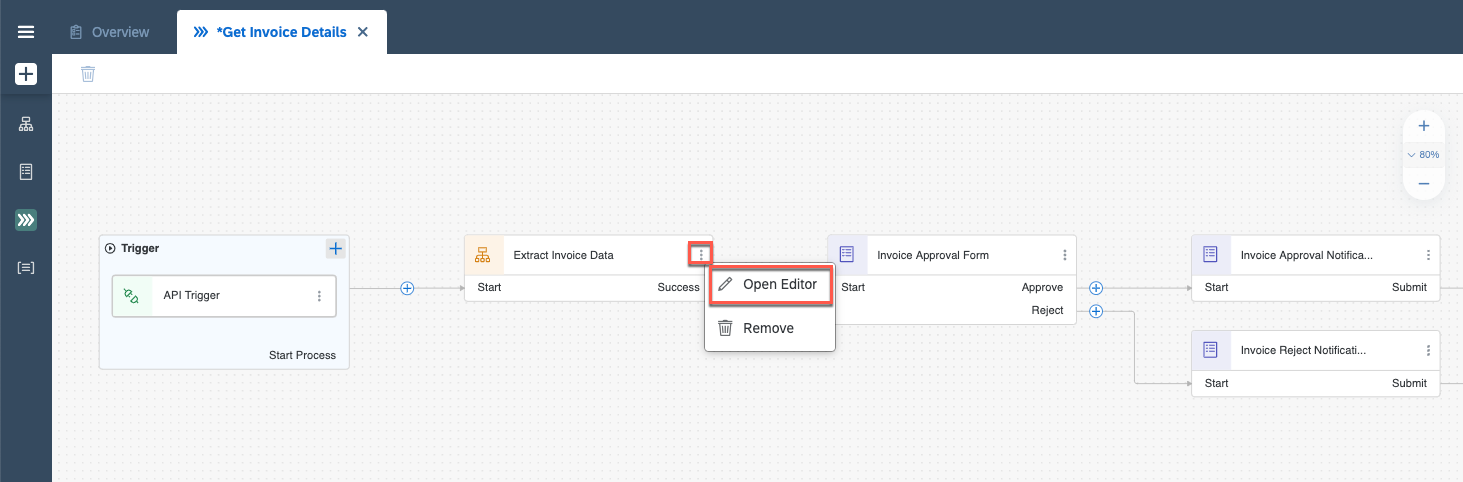 Overview
*Get Invoice Details
80%
Trigger
API Trigger
Start Process
Extract Invoice Data
Start
Success
Open Editor
Remove
Invoice Approval Form
Start
Approve
Reject
Invoice Approval Notifica...
Start
Submit
Invoice Reject Notificati...
Start
Submit